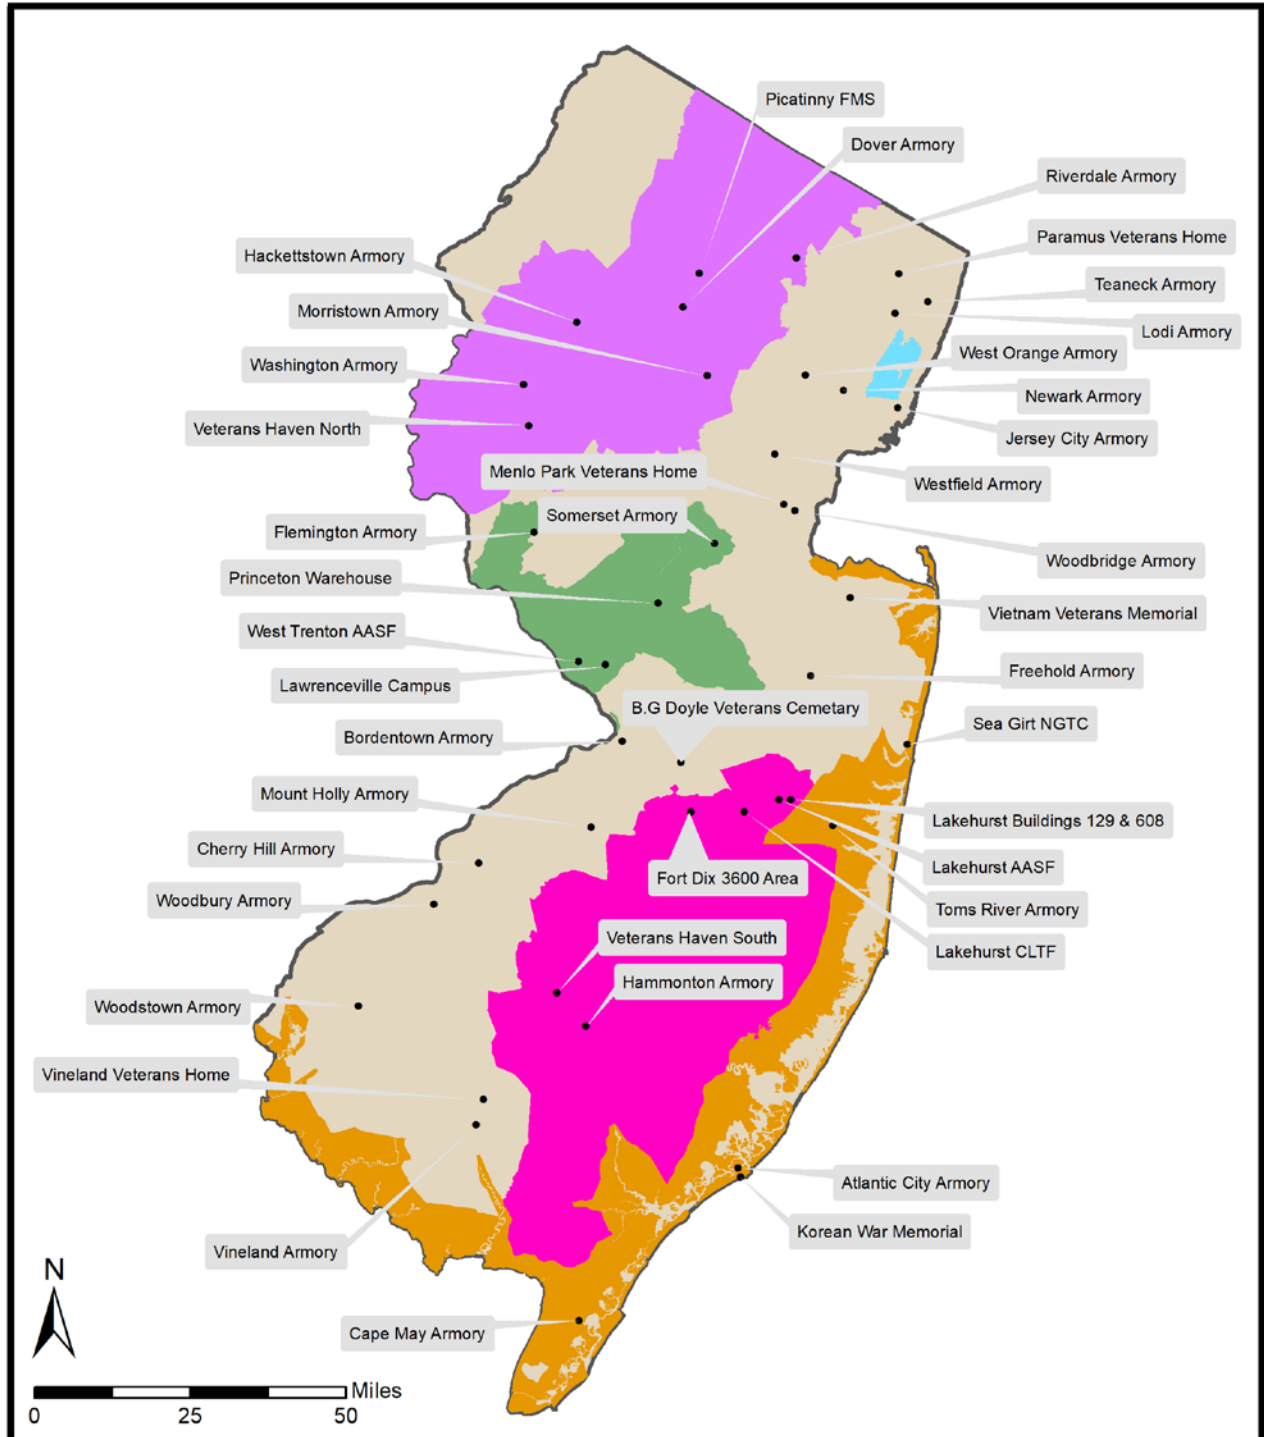 Picatinny FMS
Dover Armory
Riverdale Armory
Paramus Veterans Home
Hackettstown Armory
Teaneck Armory
Morristown Armory
Lodi Armory
West Orange Armory
Washington Armory
Newark Armory
Veterans Haven North
Jersey City Armory
Menlo Park Veterans Home
Westfield Armory
Somerset Armory
Flemington Armory
Woodbridge Armory
Princeton Warehouse
Vietnam Veterans Memorial
West Trenton AASF
Freehold Armory
Lawrenceville Campus
B.G Doyle Veterans Cemetary
Sea Girt NGTC
Bordentown Armory
Mount Holly Armory
Lakehurst Buildings 129 & 608
Cherry Hill Armory
Lakehurst AASF
Fort Dix 3600 Area
Woodbury Armory
Toms River Armory
Veterans Haven South
Lakehurst CLTF
Hammonton Armory
Woodstown Armory
Vineland Veterans Home
Atlantic City Armory
Korean War Memorial
Vineland Armory
N
Cape May Armory
Miles
0 25 50